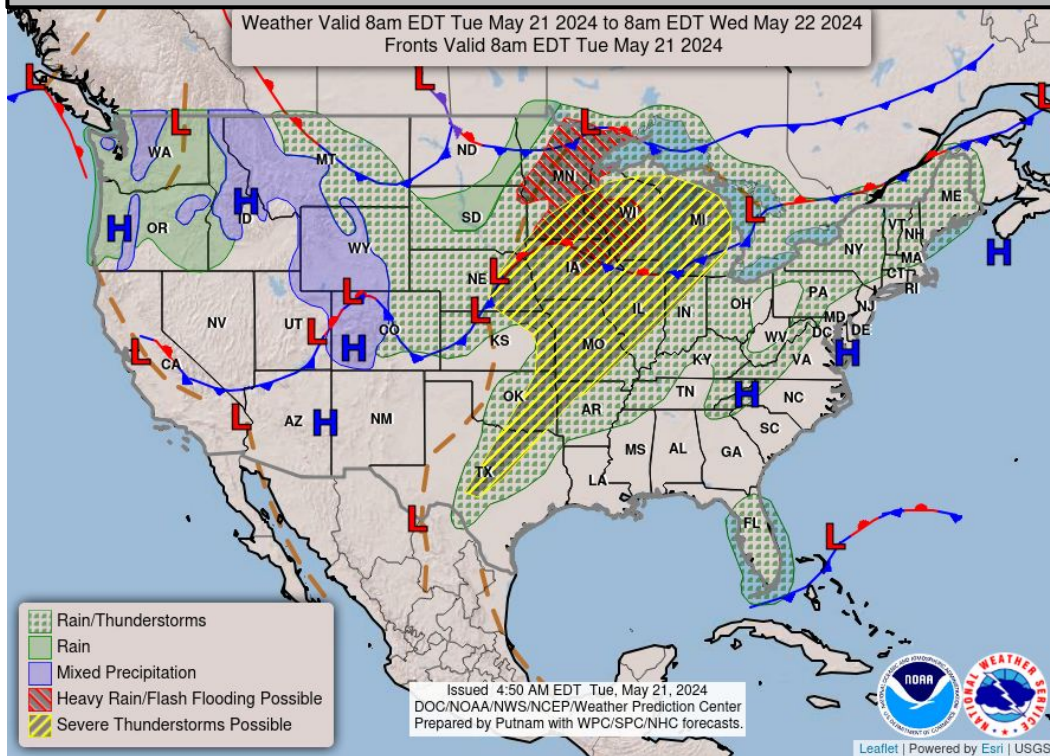 Weather Valid 8am EDT Tue May 21 2024 to 8am EDT Wed May 22 2024
Fronts Valid 8am EDT Tue May 21 2024
L
L
L
L
L
WA
MT
ND
MN
ME
H
H
OR
ID
SD
WI
MI
L
VT
NH
NY
MA
H
WY
NE
L
IA
CT
RI
L
L
PA
NJ
OH
NV
UT
L
H
CO
KS
IL
IN
MD
DE
DC
WV
H
L
CA
MO
KY
VA
L
AZ
H
NM
OK
AR
TN
H
NC
SC
MS
AL
GA
TX
LA
L
FL
L
Rain/Thunderstorms
Rain
Mixed Precipitation
Heavy Rain/Flash Flooding Possible
Severe Thunderstorms Possible
Issued 4:50 AM EDT Tue, May 21, 2024
DOC/NOAA/NWS/NCEP/Weather Prediction Center
Prepared by Putnam with WPC/SPC/NHC forecasts.
NOAA
NATIONAL WEATHER SERVICE
Leaflet | Powered by Esri | USGS